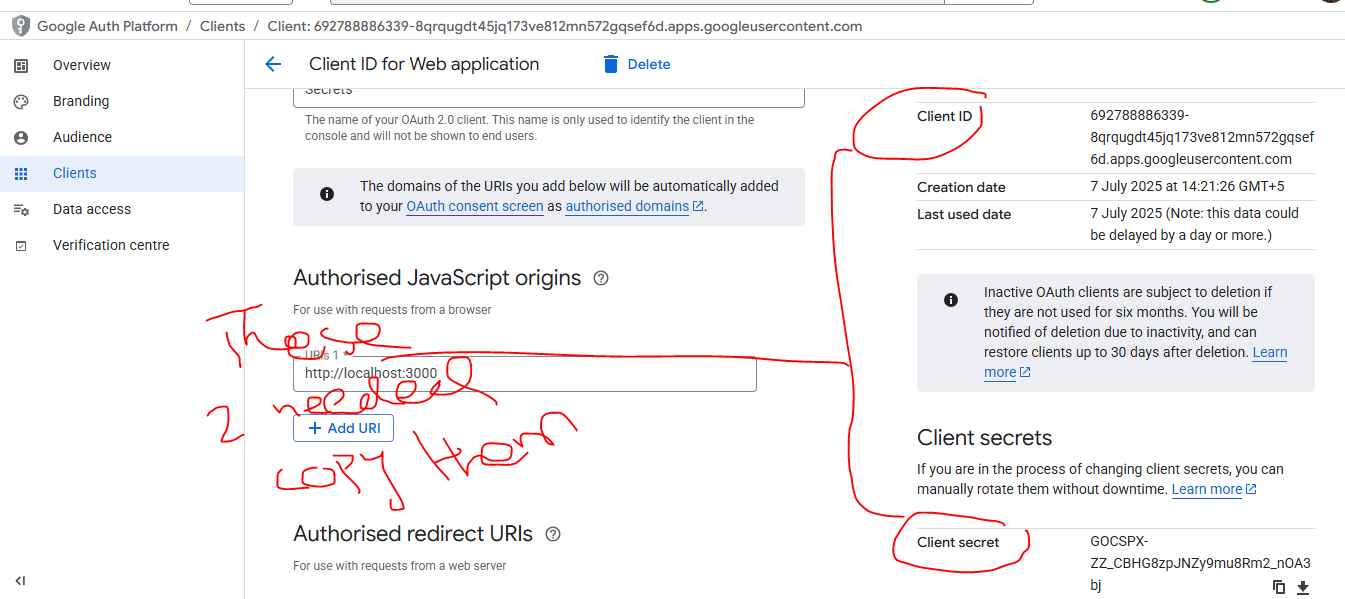 Google Auth Platform / Clients / Client: 692788886339-8qrqugdt45jq173ve812mn572gqsef6d.apps.googleusercontent.com
Overview
Branding
Audience
Clients
Data access
Verification centre
Client ID for Web application
Delete
Secrets
The name of your OAuth 2.0 client. This name is only used to identify the client in the
console and will not be shown to end users.
The domains of the URIs you add below will be automatically added
to your OAuth consent screen as authorised domains.
Authorised JavaScript origins
For use with requests from a browser
URIs 1 *
http://localhost:3000
+ Add URI
These
2 needed
copy them
Authorised redirect URIs
For use with requests from a web server
Client ID
692788886339-
8qrqugdt45jq173ve812mn572gqsef
6d.apps.googleusercontent.com
Creation date
7 July 2025 at 14:21:26 GMT+5
Last used date
7 July 2025 (Note: this data could
be delayed by a day or more.)
Inactive OAuth clients are subject to deletion if
they are not used for six months. You will be
notified of deletion due to inactivity, and can
restore clients up to 30 days after deletion. Learn
more
Client secrets
If you are in the process of changing client secrets, you can
manually rotate them without downtime. Learn more
Client secret
GOCSPX-
ZZ_CBHG8zpJNZy9mu8Rm2_nOA3
bj